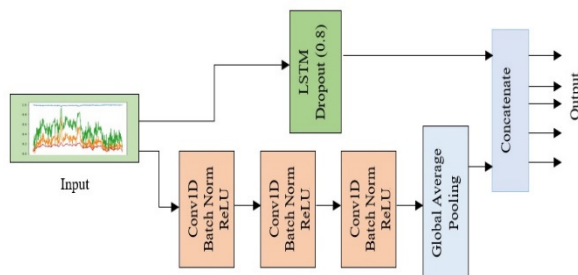 LSTM
Dropout (0.8)
Concatenate
Output
Input
Conv1D
Batch Norm
ReLU
Conv1D
Batch Norm
ReLU
Conv1D
Batch Norm
ReLU
Global Average
Pooling